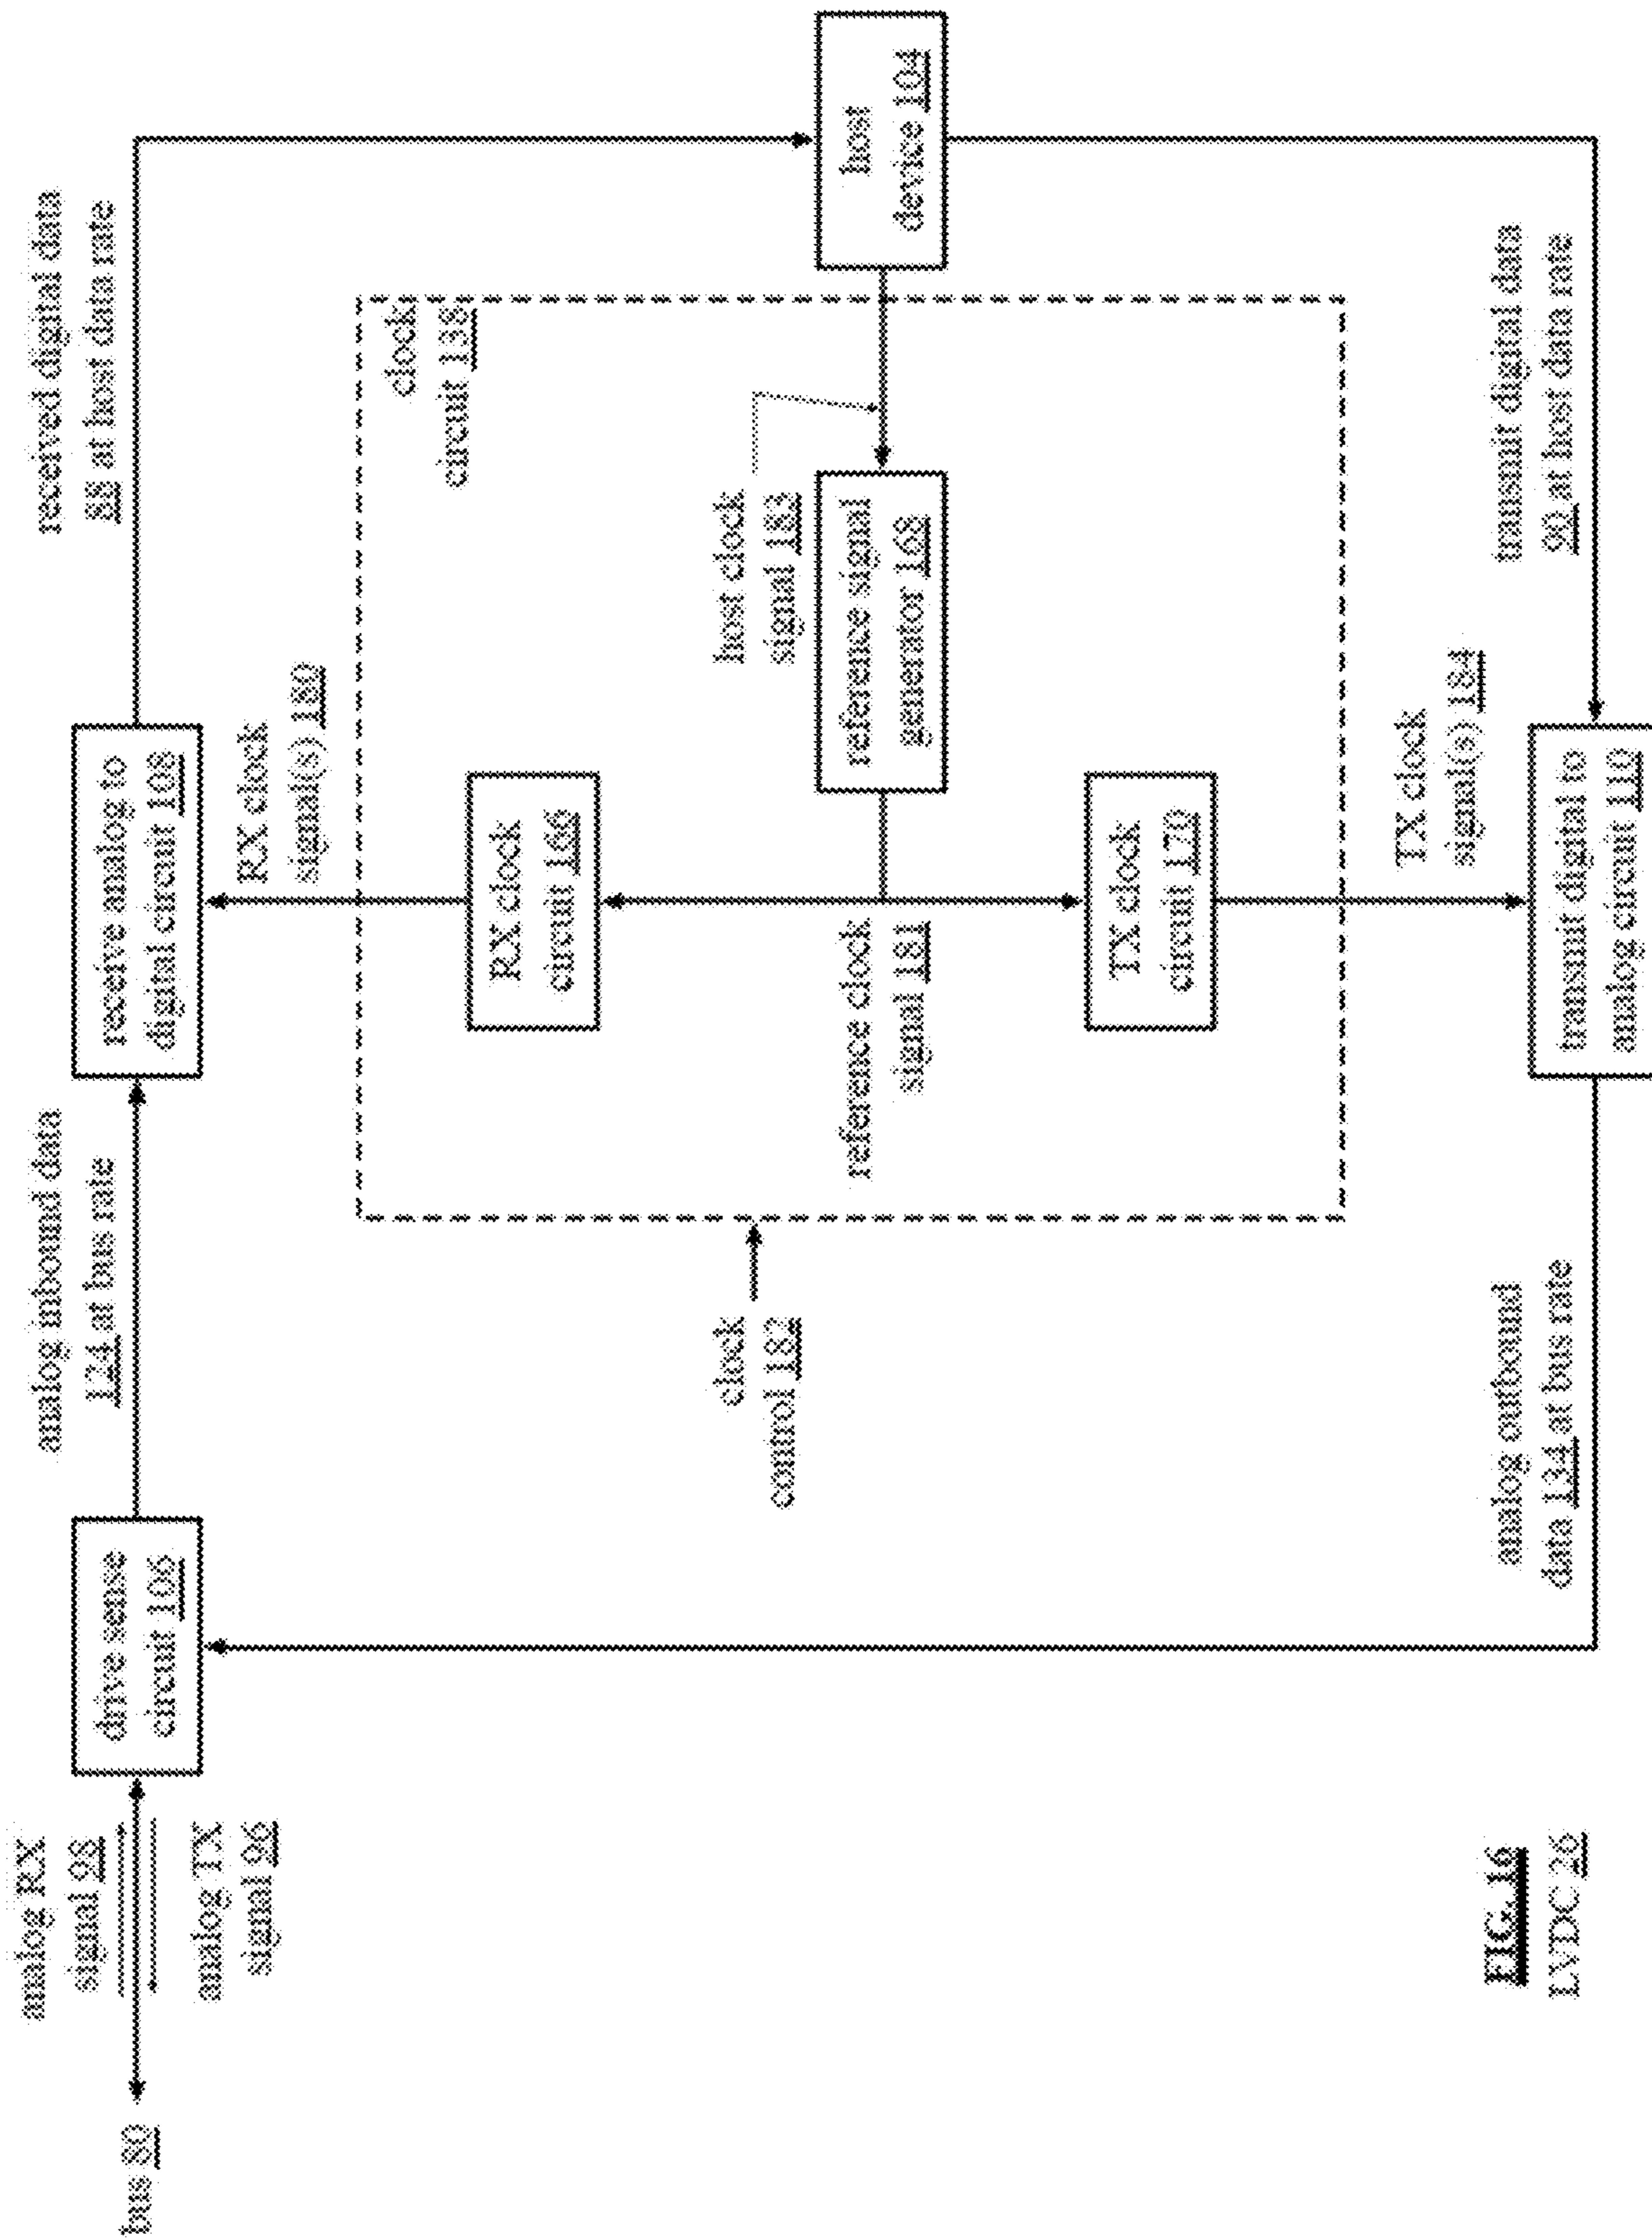 analog RX
signal 98
bus 80
analog TX
signal 96
drive sense
circuit 106
analog inbound data
124 at bus rate
receive analog to
digital circuit 108
received digital data
88 at host data rate
RX clock
signal(s) 180
clock
circuit 138
RX clock
circuit 166
clock
control 182
host clock
signal 183
reference clock
signal 181
reference signal
generator 168
host
device 104
TX clock
circuit 170
TX clock
signal(s) 184
analog outbound
data 134 at bus rate
transmit digital to
analog circuit 110
transmit digital data
90 at host data rate
FIG. 16
LVDC 26